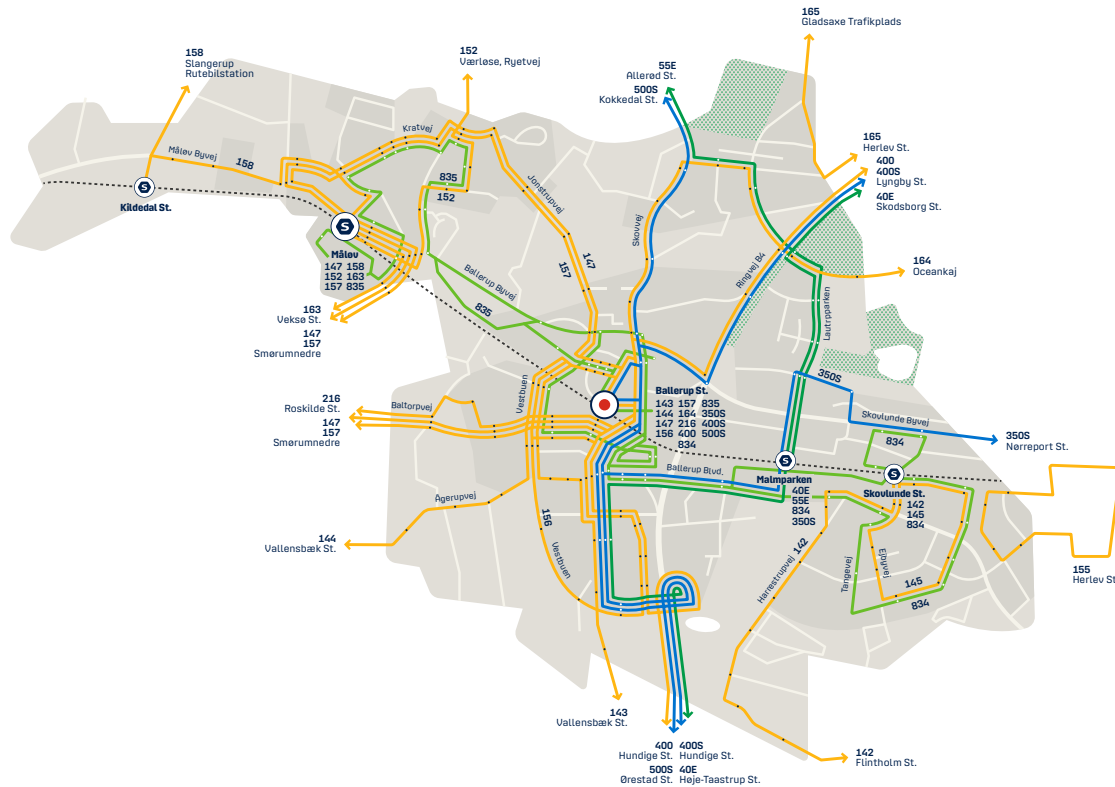 165
Gladsaxe Trafikplads
158
Slangerup
Rutebilstation
152
Værløse, Ryetvej
55E
Allerød St.
500S
Kokkedal St.
165
Herlev St.
400
400S
Lyngby St.
40E
Skodsborg St.
164
Oceankaj
Måløv Byvej
158
Kratvej
835
152
Jonstrupvej
147
157
Skovvej
Ringvej B4
Lautrpparken
S
Kildedal St.
S
Måløv
147 158
152 163
157 835
Ballerup Byvej
835
163
Veksø St.
147
157
Smørumnedre
216
Roskilde St.
147
157
Smørumnedre
Baltorpvej
Vestbuen
Ballerup St.
143 157 835
144 164 350S
147 216 400S
156 400 500S
834
350S
Skovlunde Byvej
834
350S
Nørreport St.
Ballerup Blvd.
S
Malmparken
40E
55E
834
350S
S
Skovlunde St.
142
145
834
Ågerupvej
144
Vallensbæk St.
156
Vestbuen
Harrestrupvej
142
Tangevej
Ejbyvej
145
834
155
Herlev St
143
Vallensbæk St.
400 400S
Hundige St. Hundige St.
500S 40E
Ørestad St. Høje-Taastrup St.
142
Flintholm St.